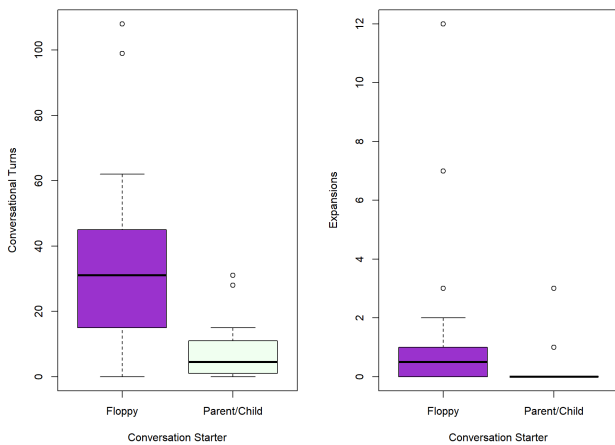 Conversational Turns
100
80
60
40
20
0
Floppy
Parent/Child
Conversation Starter
Expansions
12
10
8
6
4
2
0
Floppy
Parent/Child
Conversation Starter